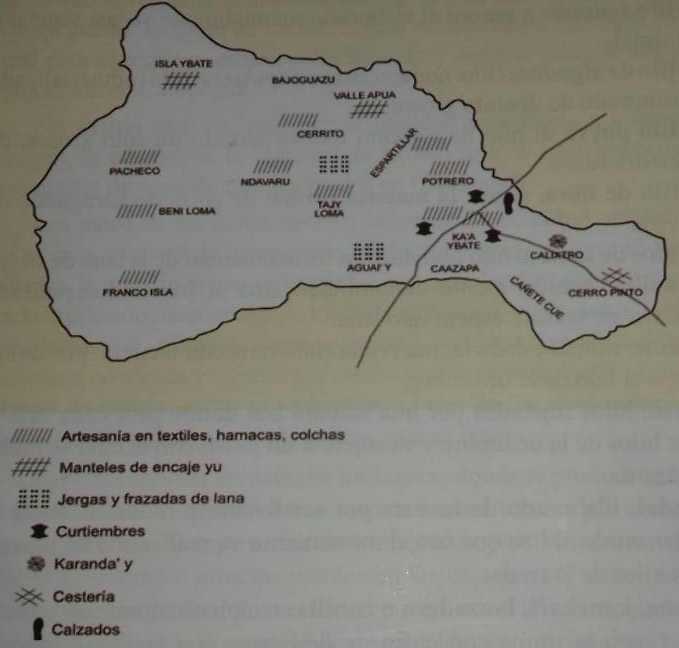 ISLA YBATE
BAJOGUAZU
VALLE APUA
CERRITO
ESPARTILLAR
PACHECO
NDAVARU
POTRERO
BENI LOMA
TAJY
LOMA
KA'A
YBATE
CALIXTRO
AGUAI' Y
CAAZAPA
FRANCO ISLA
CAÑETE CUE
CERRO PINTO
Artesanía en textiles, hamacas, colchas
Manteles de encaje yu
Jergas y frazadas de lana
Curtiembres
Karanda' y
Cestería
Calzados